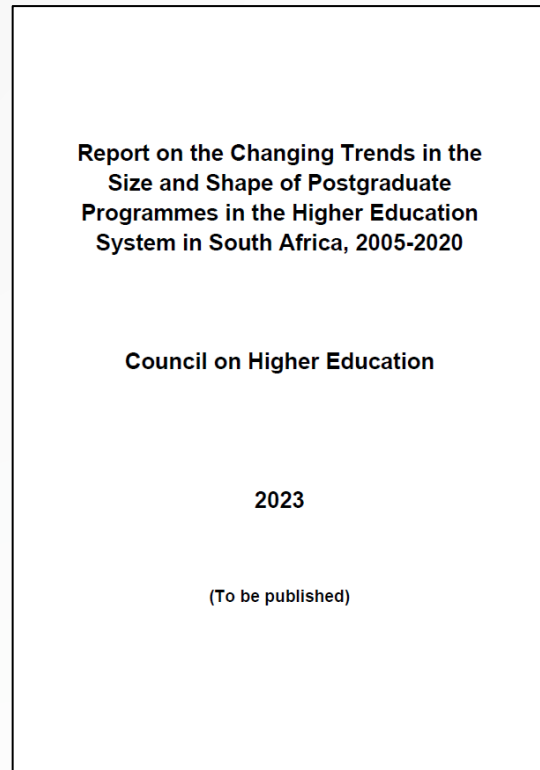 Report on the Changing Trends in the
Size and Shape of Postgraduate
Programmes in the Higher Education
System in South Africa, 2005-2020
Council on Higher Education
2023
(To be published)